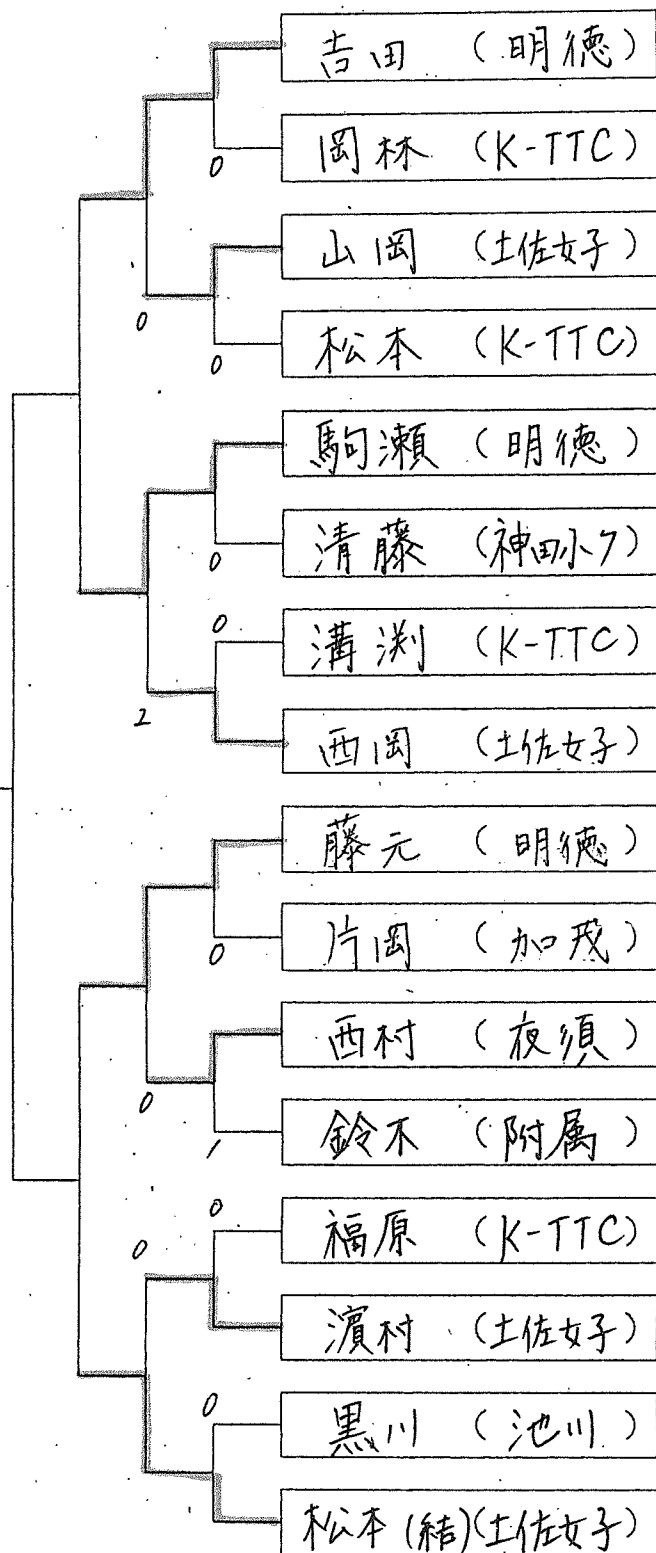 吉田 (明徳)
0
岡林 (K-TTC)
山岡 (土佐女子)
0
0
松本 (K-TTC)
駒瀬 (明徳)
0
清藤 (神田小ク)
0
溝渕 (K-TTC)
2
西岡 (土佐女子)
藤元 (明徳)
0
片岡 (加茂)
西村 (夜須)
0
1
鈴木 (附属)
0
福原 (K-TTC)
0
濵村 (土佐女子)
0
黒川 (池川)
松本(結)(土佐女子)